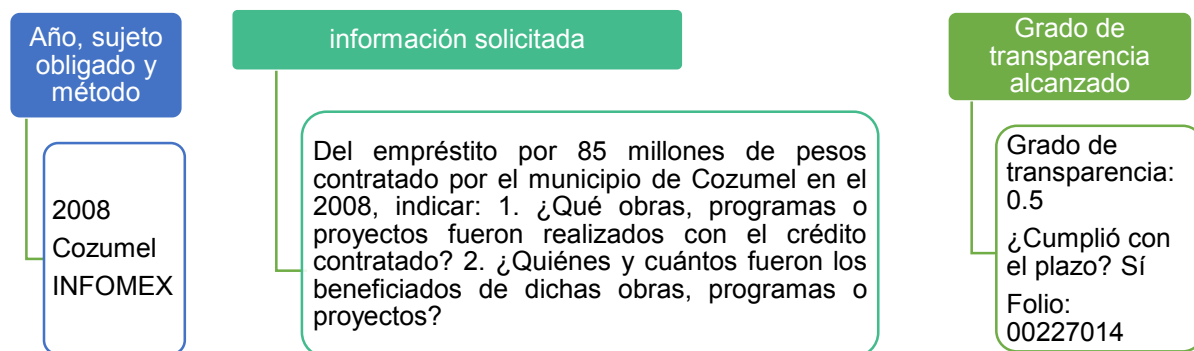 Año, sujeto
obligado y
método
2008
Cozumel
INFOMEX
información solicitada
Del empréstito por 85 millones de pesos
contratado por el municipio de Cozumel en el
2008, indicar: 1. ¿Qué obras, programas o
proyectos fueron realizados con el crédito
contratado? 2. ¿Quiénes y cuántos fueron los
beneficiados de dichas obras, programas o
proyectos?
Grado de
transparencia
alcanzado
Grado de
transparencia:
0.5
¿Cumplió con
el plazo? Sí
Folio:
00227014